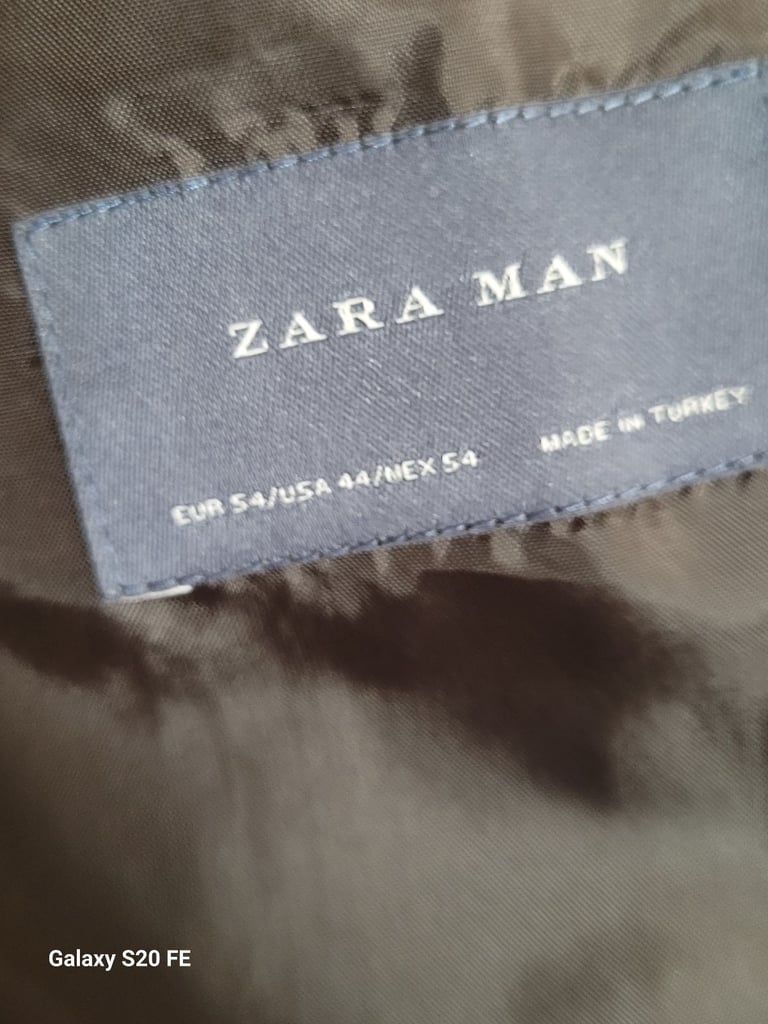 ZARA MAN
EUR 54/USA 44/MEX 54 MADE IN TURKEY
Galaxy S20 FE